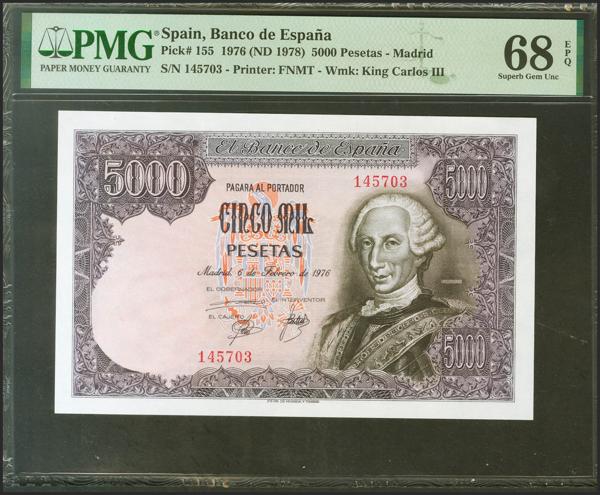 PMG®
PAPER MONEY GUARANTY
Spain, Banco de España
Pick# 155 1976 (ND 1978) 5000 Pesetas - Madrid
S/N 145703 - Printer: FNMT - Wmk: King Carlos III
68 EPQ
Superb Gem Unc
El Banco de España
5000
5000
PAGARA AL PORTADOR
145703
CINCO MIL
PESETAS
Madrid, 6 de Febrero de 1976
EL GOBERNADOR
EL INTERVENTOR
EL CAJERO
145703
5000
5000